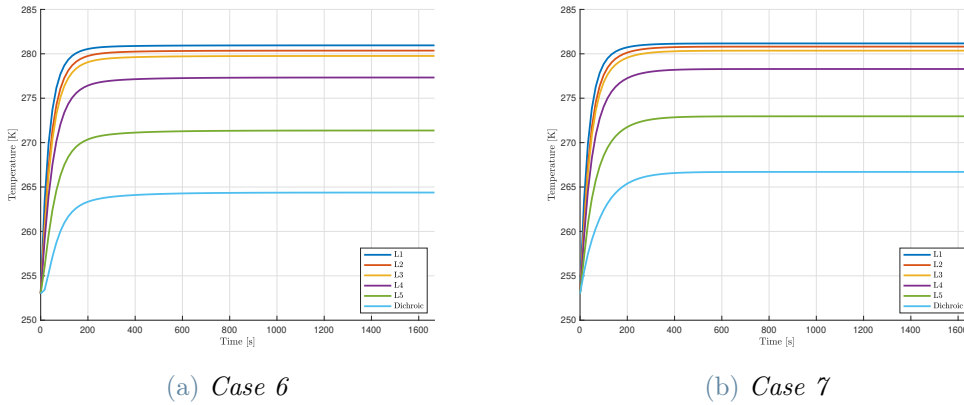 285
280
275
270
265
260
255
250
Temperature [K]
0 200 400 600 800 1000 1200 1400 1600
Time [s]
L1
L2
L3
L4
L5
Dichroic
(a) Case 6
285
280
275
270
265
260
255
250
Temperature [K]
0 200 400 600 800 1000 1200 1400 1600
Time [s]
L1
L2
L3
L4
L5
Dichroic
(b) Case 7